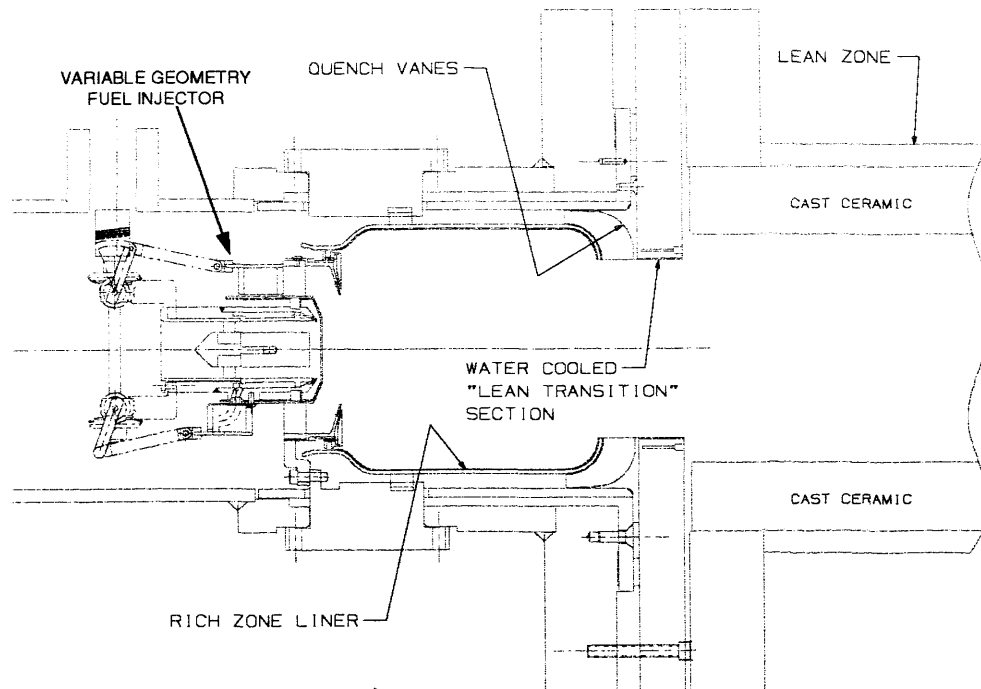 VARIABLE GEOMETRY
FUEL INJECTOR
QUENCH VANES
LEAN ZONE
CAST CERAMIC
WATER COOLED
"LEAN TRANSITION"
SECTION
CAST CERAMIC
RICH ZONE LINER